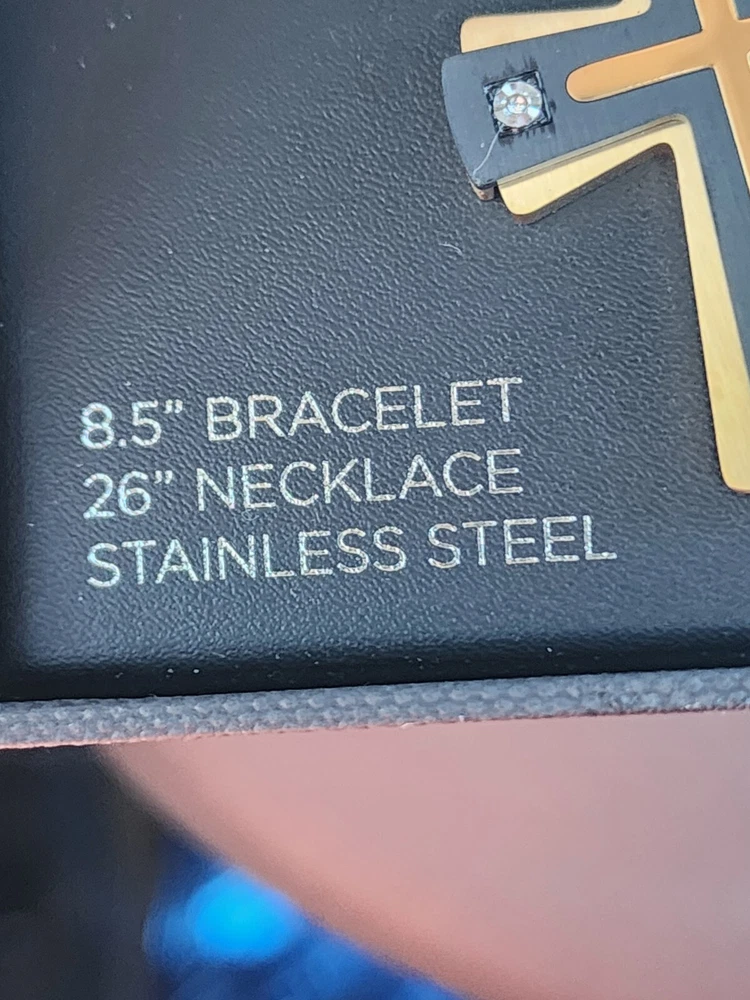 8.5” BRACELET
26” NECKLACE
STAINLESS STEEL